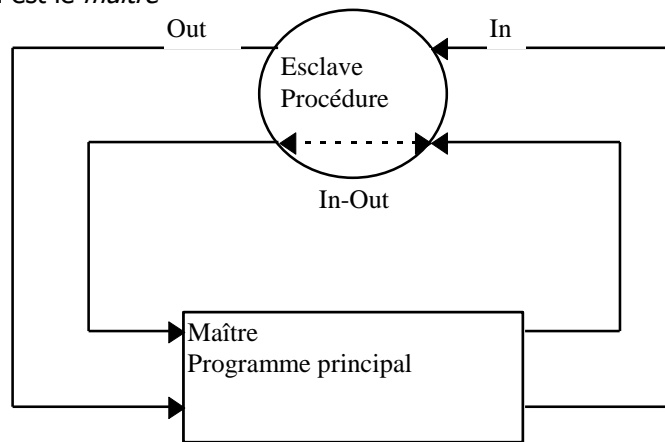 est le maître
Out
In
Esclave
Procédure
In-Out
Maître
Programme principal